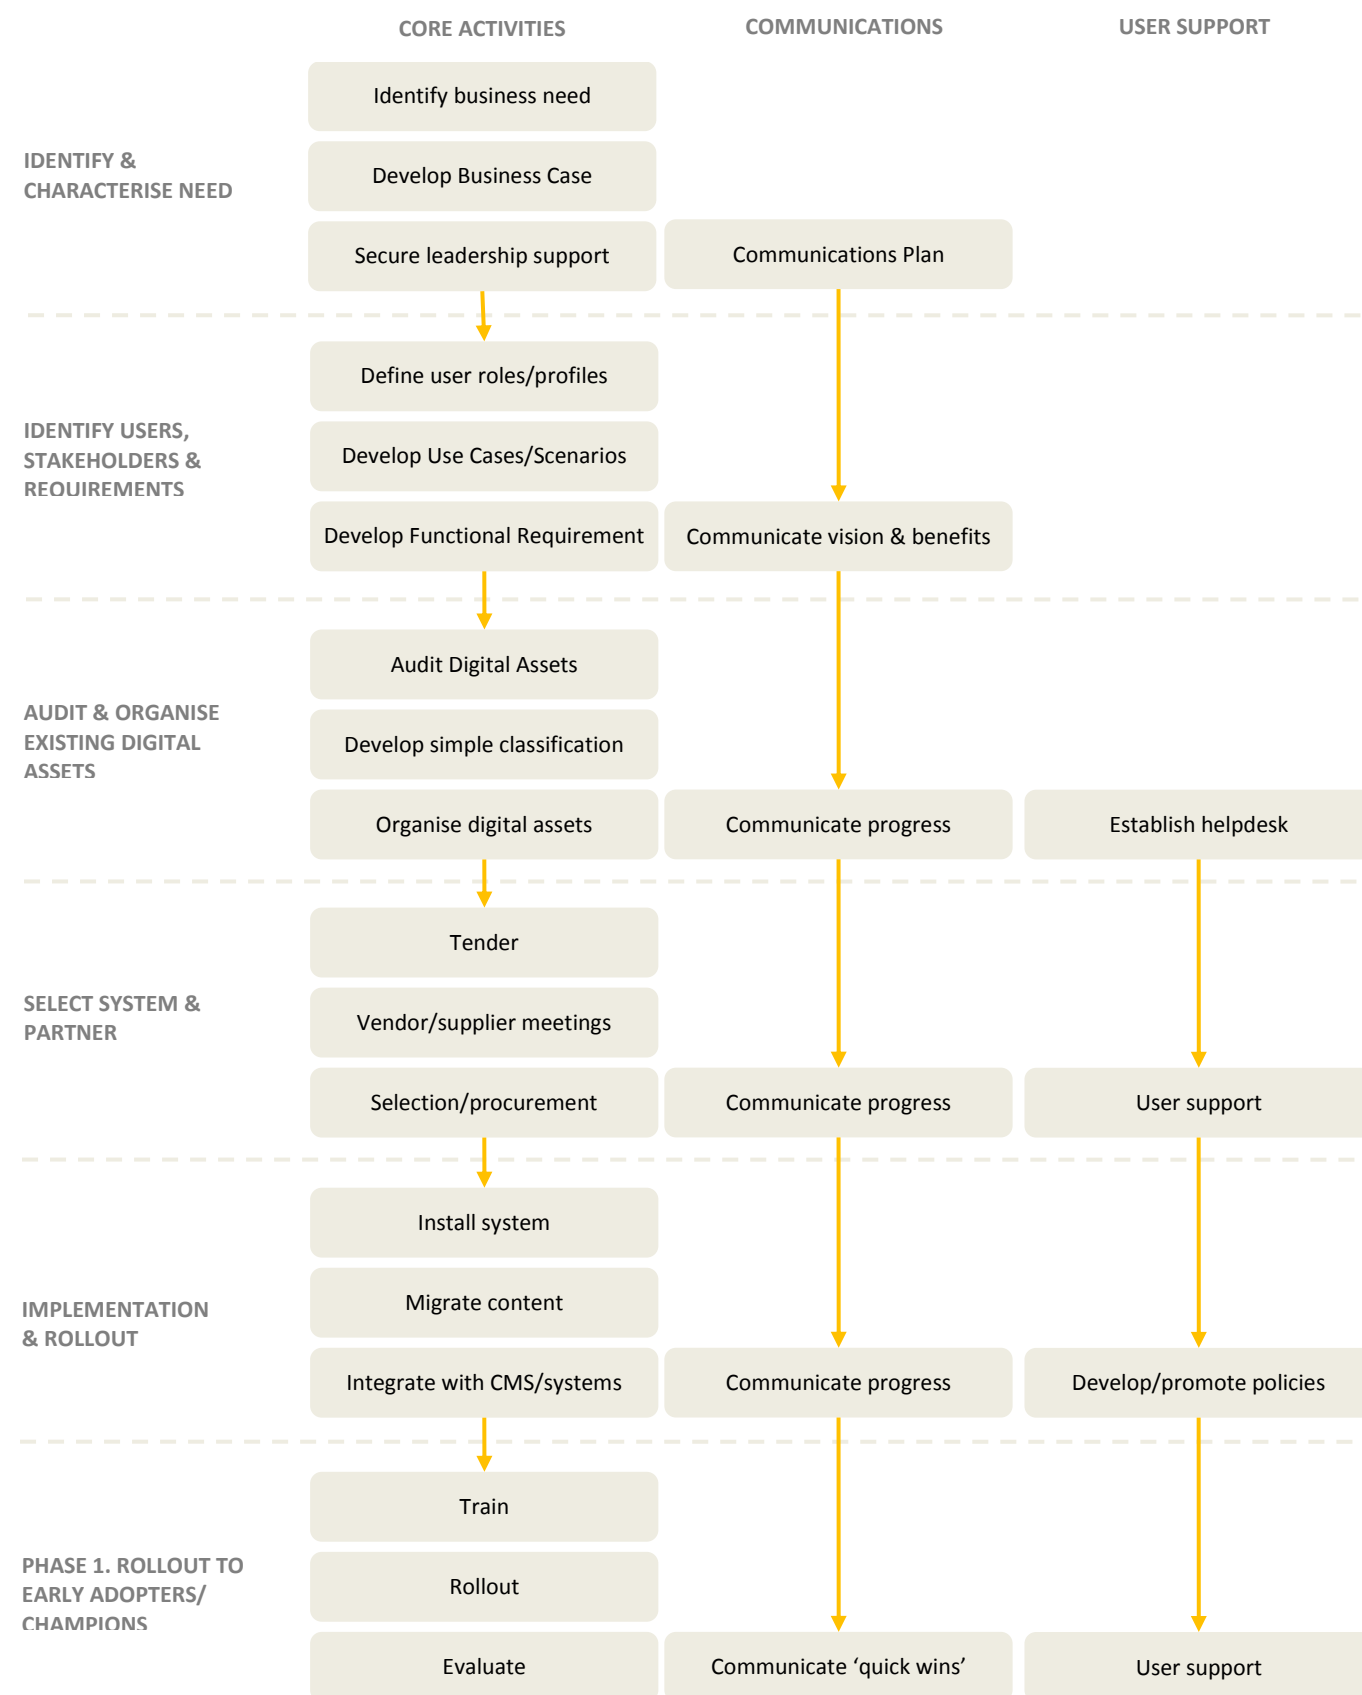 CORE ACTIVITIES
COMMUNICATIONS
USER SUPPORT
IDENTIFY &
CHARACTERISE NEED
Identify business need
Develop Business Case
Secure leadership support
Communications Plan
IDENTIFY USERS,
STAKEHOLDERS &
REQUIREMENTS
Define user roles/profiles
Develop Use Cases/Scenarios
Develop Functional Requirement
Communicate vision & benefits
AUDIT & ORGANISE
EXISTING DIGITAL
ASSETS
Audit Digital Assets
Develop simple classification
Organise digital assets
Communicate progress
Establish helpdesk
SELECT SYSTEM &
PARTNER
Tender
Vendor/supplier meetings
Selection/procurement
Communicate progress
User support
IMPLEMENTATION
& ROLLOUT
Install system
Migrate content
Integrate with CMS/systems
Communicate progress
Develop/promote policies
PHASE 1. ROLLOUT TO
EARLY ADOPTERS/
CHAMPIONS
Train
Rollout
Evaluate
Communicate ‘quick wins’
User support